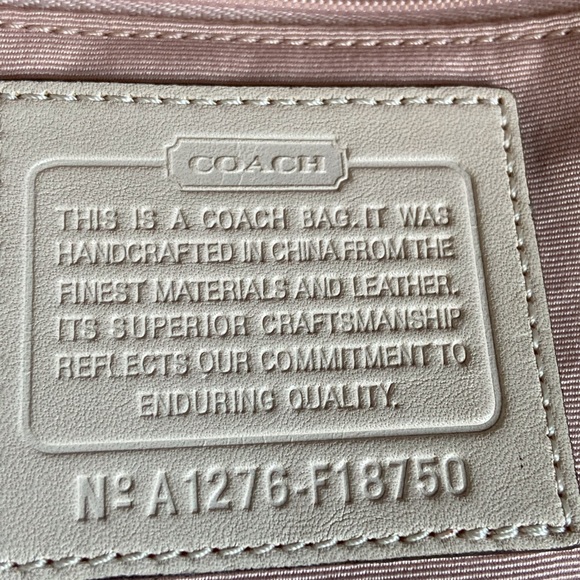 COACH
THIS IS A COACH BAG. IT WAS
HANDCRAFTED IN CHINA FROM THE
FINEST MATERIALS AND LEATHER.
ITS SUPERIOR CRAFTSMANSHIP
REFLECTS OUR COMMITMENT TO
ENDURING QUALITY.
Nº A1276-F18750